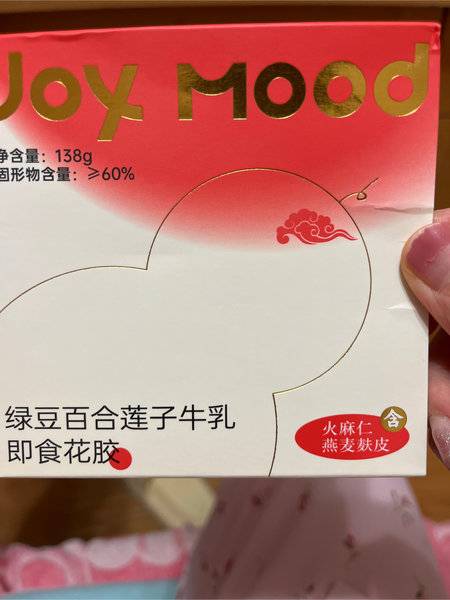 Joy Mood
净含量：138g
固形物含量：≥60%
绿豆百合莲子牛乳
即食花胶
含
火麻仁
燕麦麸皮